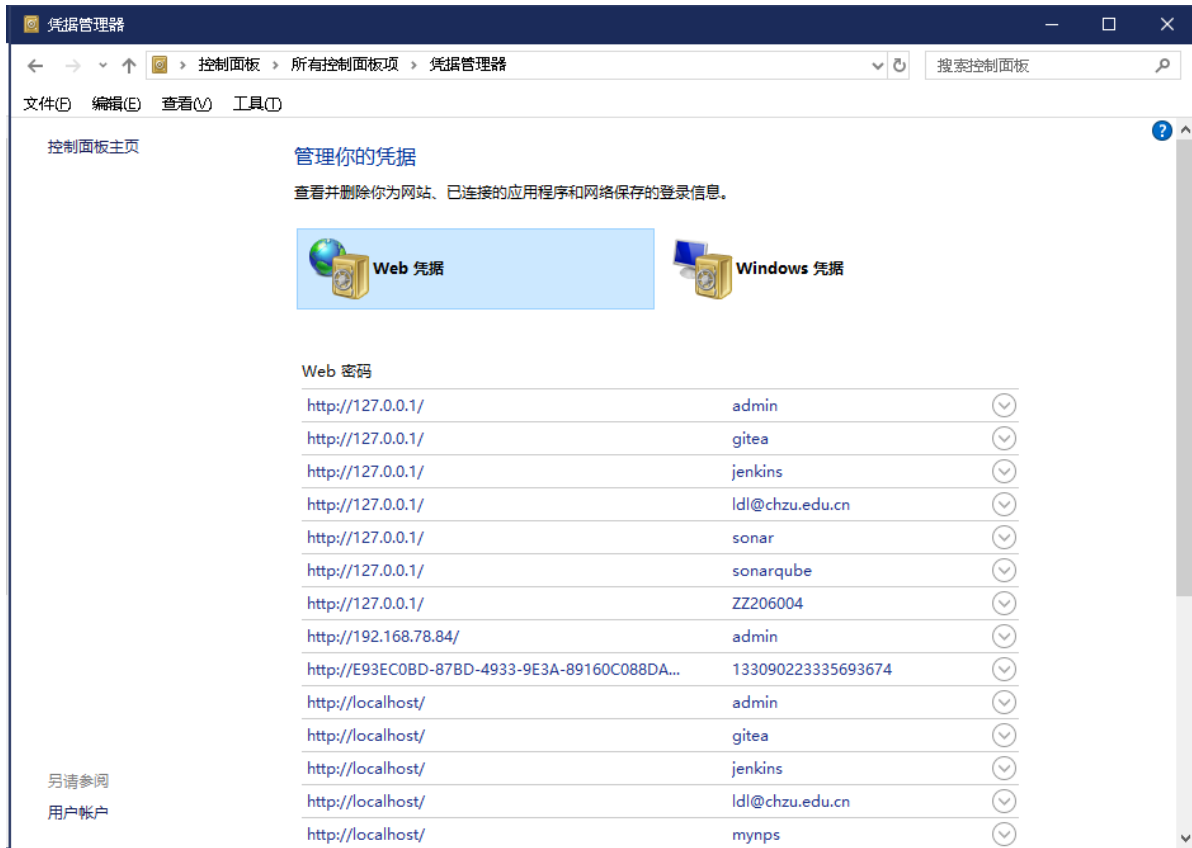 凭据管理器
控制面板 › 所有控制面板项 › 凭据管理器
搜索控制面板
文件(F) 编辑(E) 查看(V) 工具(T)
控制面板主页
管理你的凭据
查看并删除你为网站、已连接的应用程序和网络保存的登录信息。
Web 凭据
Windows 凭据
Web 密码
http://127.0.0.1/ admin
http://127.0.0.1/ gitea
http://127.0.0.1/ jenkins
http://127.0.0.1/ ldl@chzu.edu.cn
http://127.0.0.1/ sonar
http://127.0.0.1/ sonarqube
http://127.0.0.1/ ZZ206004
http://192.168.78.84/ admin
http://E93EC0BD-87BD-4933-9E3A-89160C088DA... 133090223335693674
http://localhost/ admin
http://localhost/ gitea
http://localhost/ jenkins
http://localhost/ ldl@chzu.edu.cn
http://localhost/ mynps
另请参阅
用户帐户